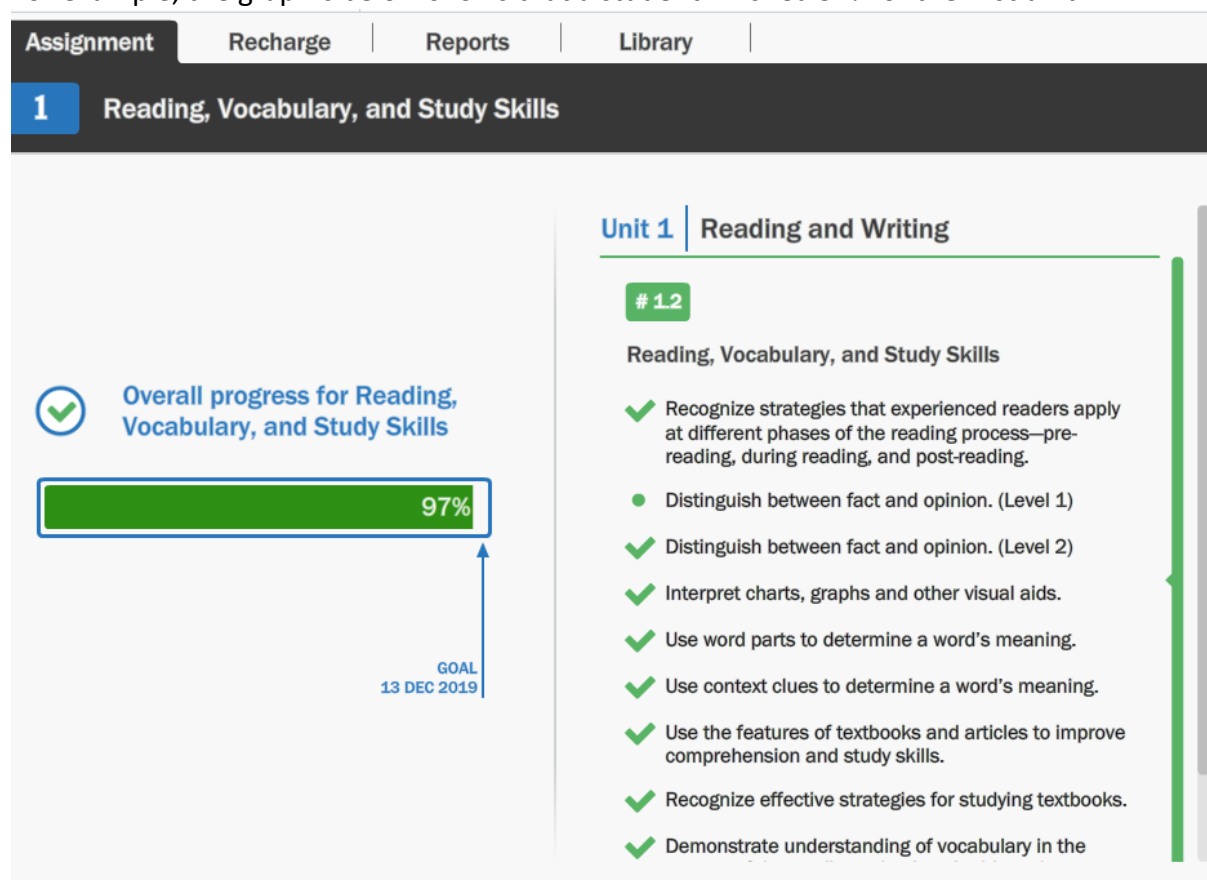 Assignment Recharge Reports Library
1 Reading, Vocabulary, and Study Skills
Overall progress for Reading,
Vocabulary, and Study Skills
97%
GOAL
13 DEC 2019
Unit 1 Reading and Writing
# 1.2
Reading, Vocabulary, and Study Skills
Recognize strategies that experienced readers apply
at different phases of the reading process—pre-
reading, during reading, and post-reading.
Distinguish between fact and opinion. (Level 1)
Distinguish between fact and opinion. (Level 2)
Interpret charts, graphs and other visual aids.
Use word parts to determine a word's meaning.
Use context clues to determine a word's meaning.
Use the features of textbooks and articles to improve
comprehension and study skills.
Recognize effective strategies for studying textbooks.
Demonstrate understanding of vocabulary in the